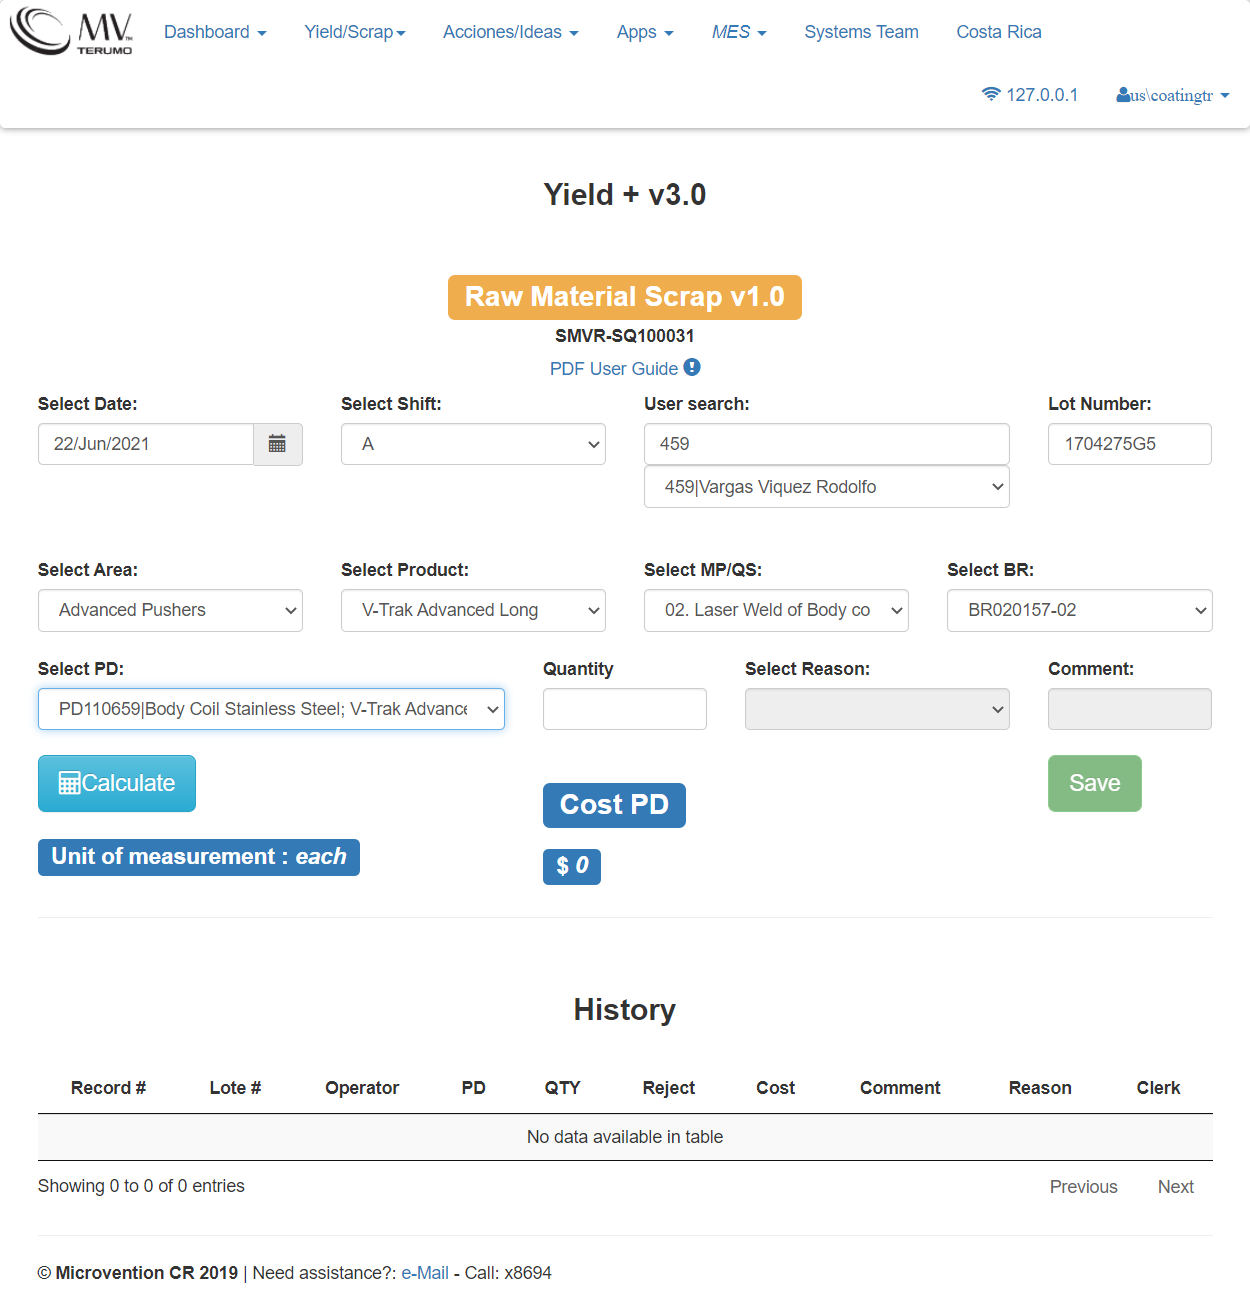 MV™
TERUMO
Dashboard
Yield/Scrap
Acciones/Ideas
Apps
MES
Systems Team
Costa Rica
127.0.0.1
us\coatingtr
Yield + v3.0
Raw Material Scrap v1.0
SMVR-SQ100031
PDF User Guide
Select Date:
Select Shift:
User search:
Lot Number:
22/Jun/2021
A
459
1704275G5
459|Vargas Viquez Rodolfo
Select Area:
Select Product:
Select MP/QS:
Select BR:
Advanced Pushers
V-Trak Advanced Long
02. Laser Weld of Body co
BR020157-02
Select PD:
Quantity
Select Reason:
Comment:
PD110659|Body Coil Stainless Steel; V-Trak Advance
Calculate
Cost PD
Save
Unit of measurement : each
$ 0
History
Record # Lote # Operator PD QTY Reject Cost Comment Reason Clerk
No data available in table
Showing 0 to 0 of 0 entries
Previous
Next
© Microvention CR 2019 | Need assistance?: e-Mail - Call: x8694